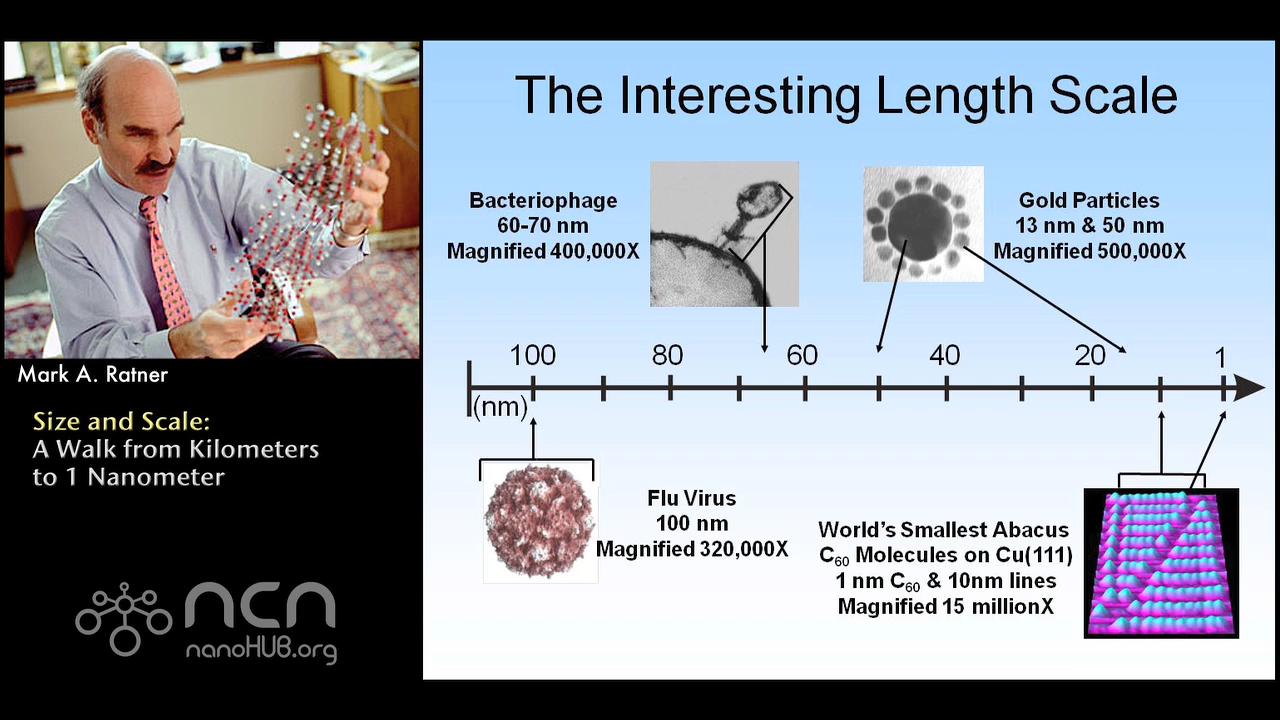 Mark A. Ratner
Size and Scale:
A Walk from Kilometers
to 1 Nanometer
ncn
nanoHUB.org
The Interesting Length Scale
Bacteriophage
60-70 nm
Magnified 400,000X
Gold Particles
13 nm & 50 nm
Magnified 500,000X
100 80 60 40 20 1
(nm)
Flu Virus
100 nm
Magnified 320,000X
World's Smallest Abacus
C60 Molecules on Cu(111)
1 nm C60 & 10nm lines
Magnified 15 millionX